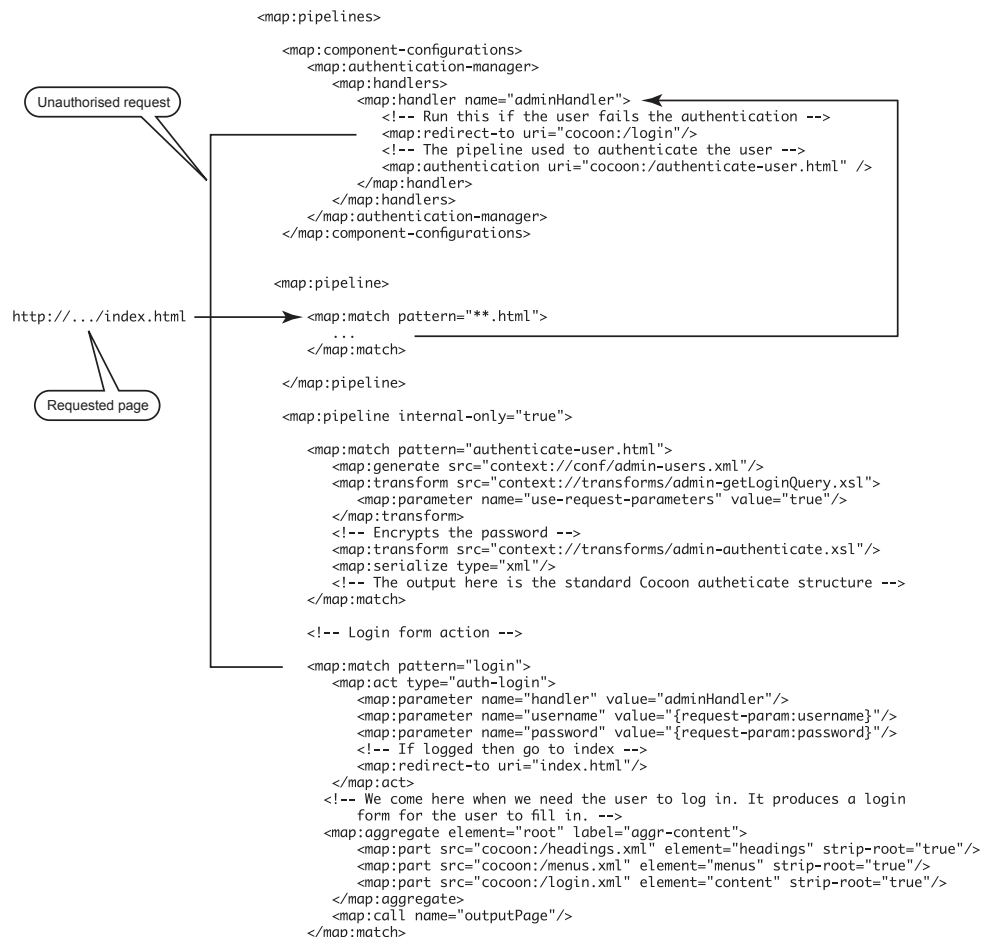 <map:pipelines>
<map:component-configurations>
<map:authentication-manager>
<map:handlers>
<map:handler name="adminHandler">
<!-- Run this if the user fails the authentication -->
<map:redirect-to uri="cocoon:/login"/>
<!-- The pipeline used to authenticate the user -->
<map:authentication uri="cocoon:/authenticate-user.html" />
</map:handler>
</map:handlers>
</map:authentication-manager>
</map:component-configurations>
Unauthorised request
<map:pipeline>
http://.../index.html
<map:match pattern="**.html">
...
</map:match>
</map:pipeline>
Requested page
<map:pipeline internal-only="true">
<map:match pattern="authenticate-user.html">
<map:generate src="context://conf/admin-users.xml"/>
<map:transform src="context://transforms/admin-getLoginQuery.xsl">
<map:parameter name="use-request-parameters" value="true"/>
</map:transform>
<!-- Encrypts the password -->
<map:transform src="context://transforms/admin-authenticate.xsl"/>
<map:serialize type="xml"/>
<!-- The output here is the standard Cocoon autheticate structure -->
</map:match>
<!-- Login form action -->
<map:match pattern="login">
<map:act type="auth-login">
<map:parameter name="handler" value="adminHandler"/>
<map:parameter name="username" value="{request-param:username}"/>
<map:parameter name="password" value="{request-param:password}"/>
<!-- If logged then go to index -->
<map:redirect-to uri="index.html"/>
</map:act>
<!-- We come here when we need the user to log in. It produces a login
form for the user to fill in. -->
<map:aggregate element="root" label="aggr-content">
<map:part src="cocoon:/headings.xml" element="headings" strip-root="true"/>
<map:part src="cocoon:/menus.xml" element="menus" strip-root="true"/>
<map:part src="cocoon:/login.xml" element="content" strip-root="true"/>
</map:aggregate>
<map:call name="outputPage"/>
</map:match>